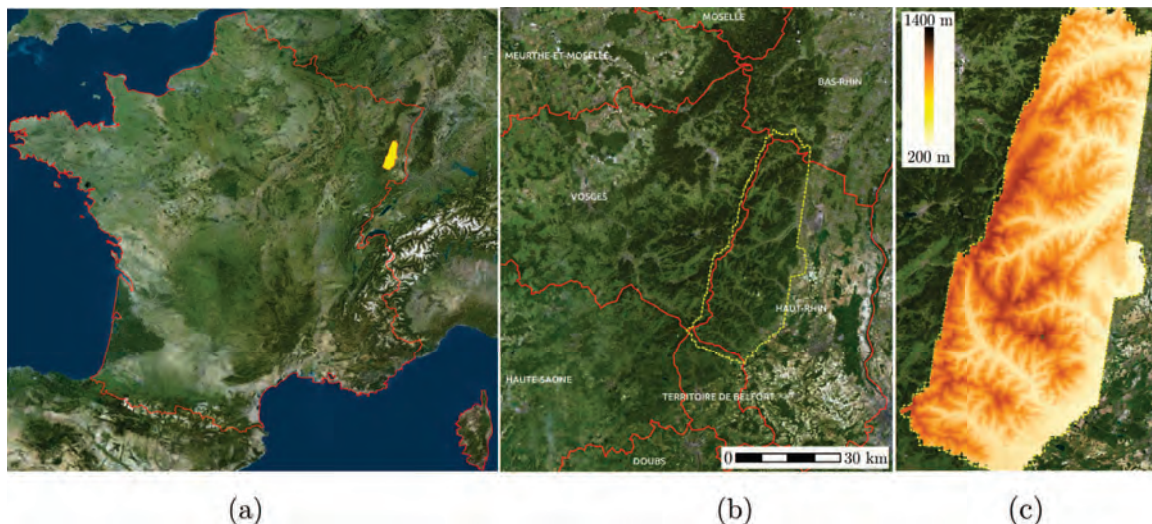 MOSELLE
MEURTHE-ET-MOSELLE
BAS-RHIN
VOSGES
HAUT-RHIN
HAUTE-SAONE
TERRITOIRE DE BELFORT
DOUBS
0 30 km
1400 m
200 m
(a) (b) (c)